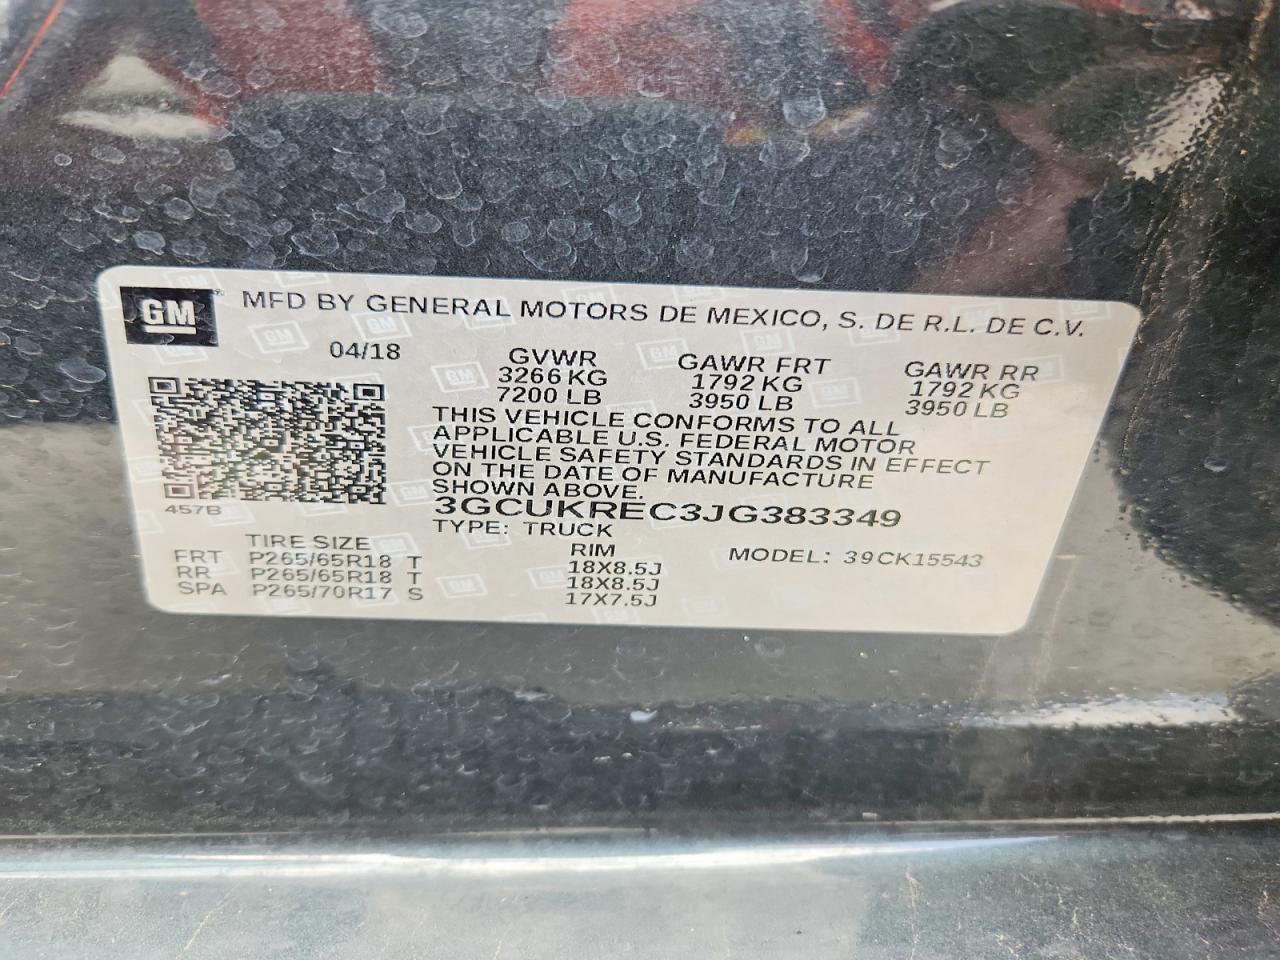 GM MFD BY GENERAL MOTORS DE MEXICO, S. DE R.L. DE C.V.
04/18 GVWR GAWR FRT GAWR RR
3266 KG 1792 KG 1792 KG
7200 LB 3950 LB 3950 LB
THIS VEHICLE CONFORMS TO ALL
APPLICABLE U.S. FEDERAL MOTOR
VEHICLE SAFETY STANDARDS IN EFFECT
ON THE DATE OF MANUFACTURE
SHOWN ABOVE.
457B 3GCUKREC3JG383349
TYPE: TRUCK
TIRE SIZE RIM MODEL: 39CK15543
FRT P265/65R18 T 18X8.5J
RR P265/65R18 T 18X8.5J
SPA P265/70R17 S 17X7.5J